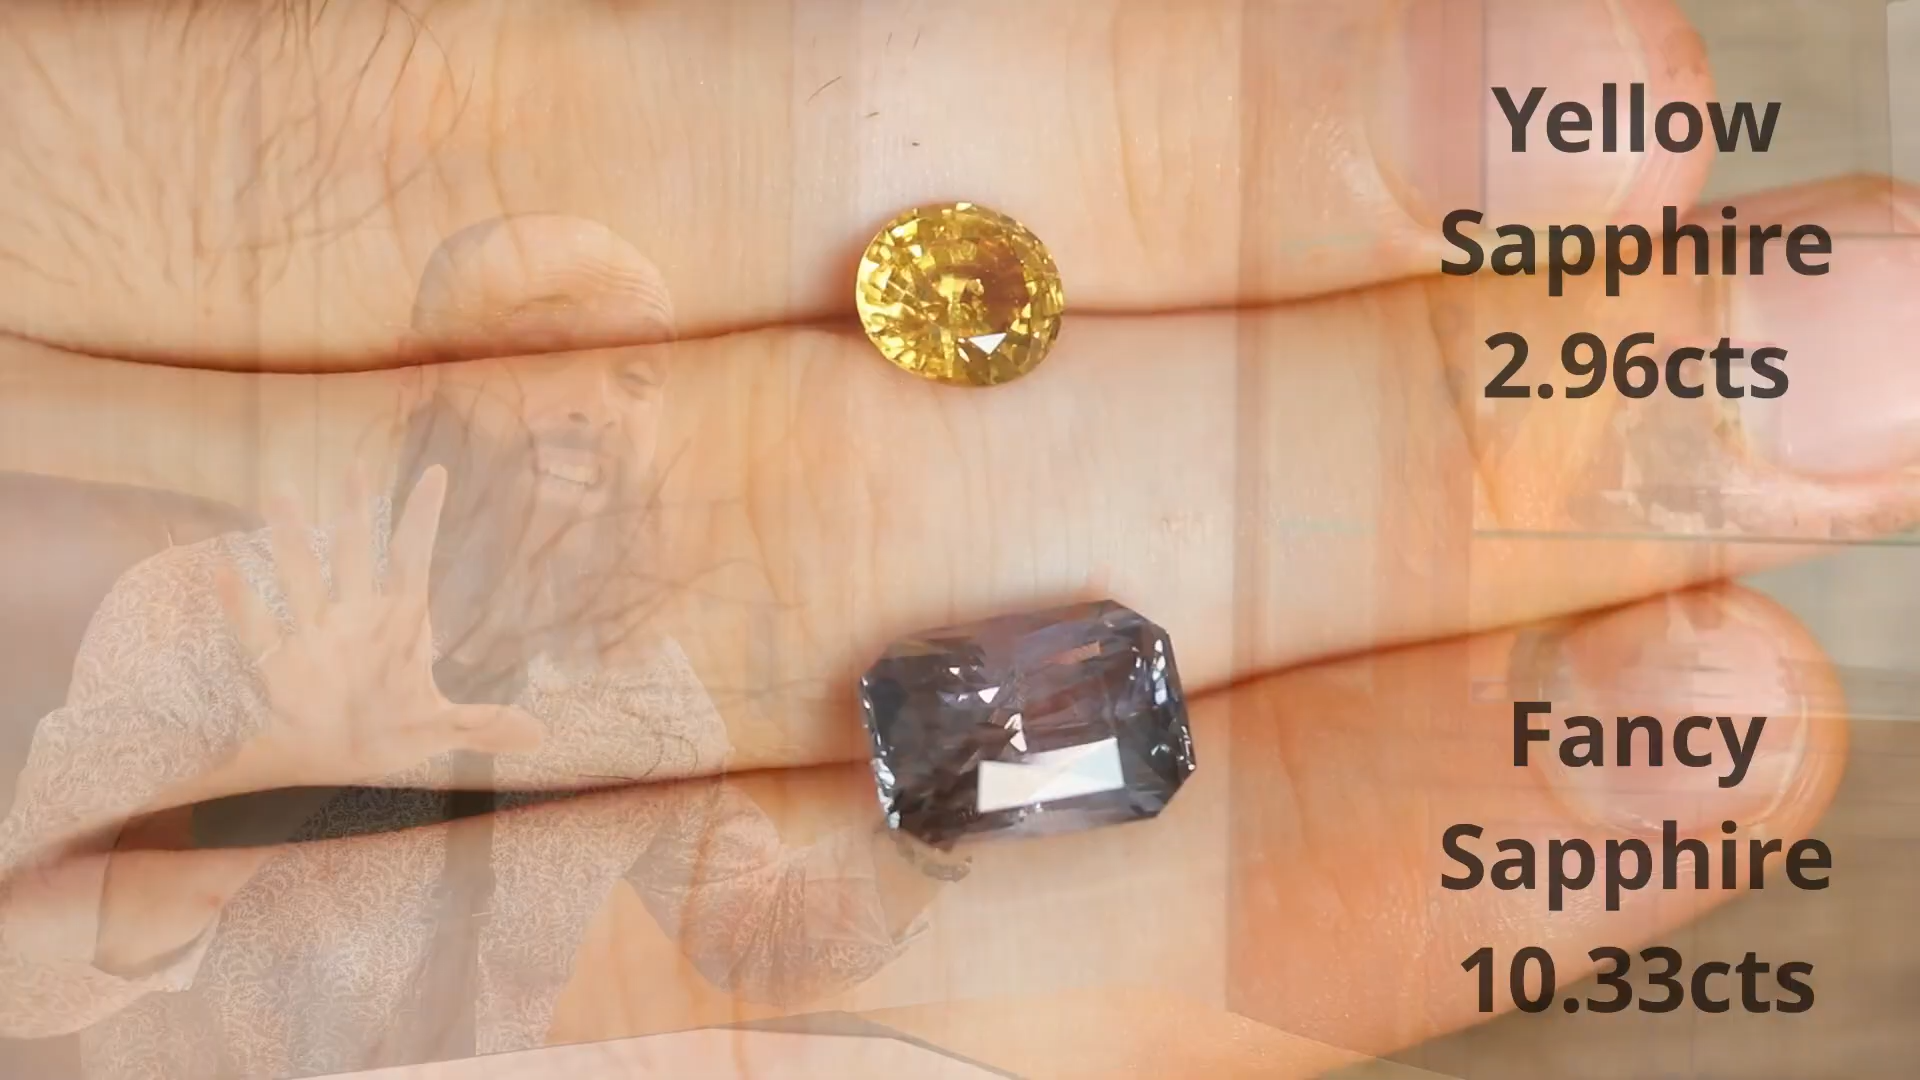 Yellow
Sapphire
2.96cts
Fancy
Sapphire
10.33cts